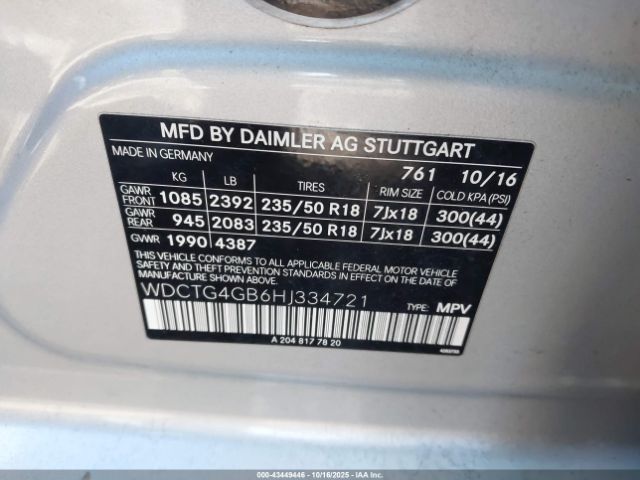 MFD BY DAIMLER AG STUTTGART
MADE IN GERMANY 761 10/16
KG LB TIRES RIM SIZE COLD KPA(PSI)
GAWR FRONT 1085 2392 235/50 R18 7Jx18 300(44)
GAWR REAR 945 2083 235/50 R18 7Jx18 300(44)
GVWR 1990 4387
THIS VEHICLE CONFORMS TO ALL APPLICABLE FEDERAL MOTOR VEHICLE
SAFETY, BUMPER, AND THEFT PREVENTION STANDARDS IN EFFECT ON
THE DATE OF MANUFACTURE SHOWN ABOVE.
WDCTG4GB6HJ334721 TYPE: MPV
A 204 817 78 20
000-43449446 - 10/16/2025 - IAAI.COM